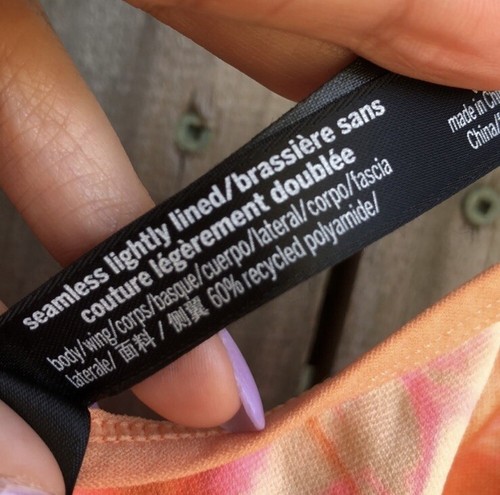 seamless lightly lined/brassière sans
couture légèrement doublée
body/wing/corps/basque/cuerpo/lateral/corpo/fascia
laterale/ 面料 / 侧翼 60% recycled polyamide/
made in
China/